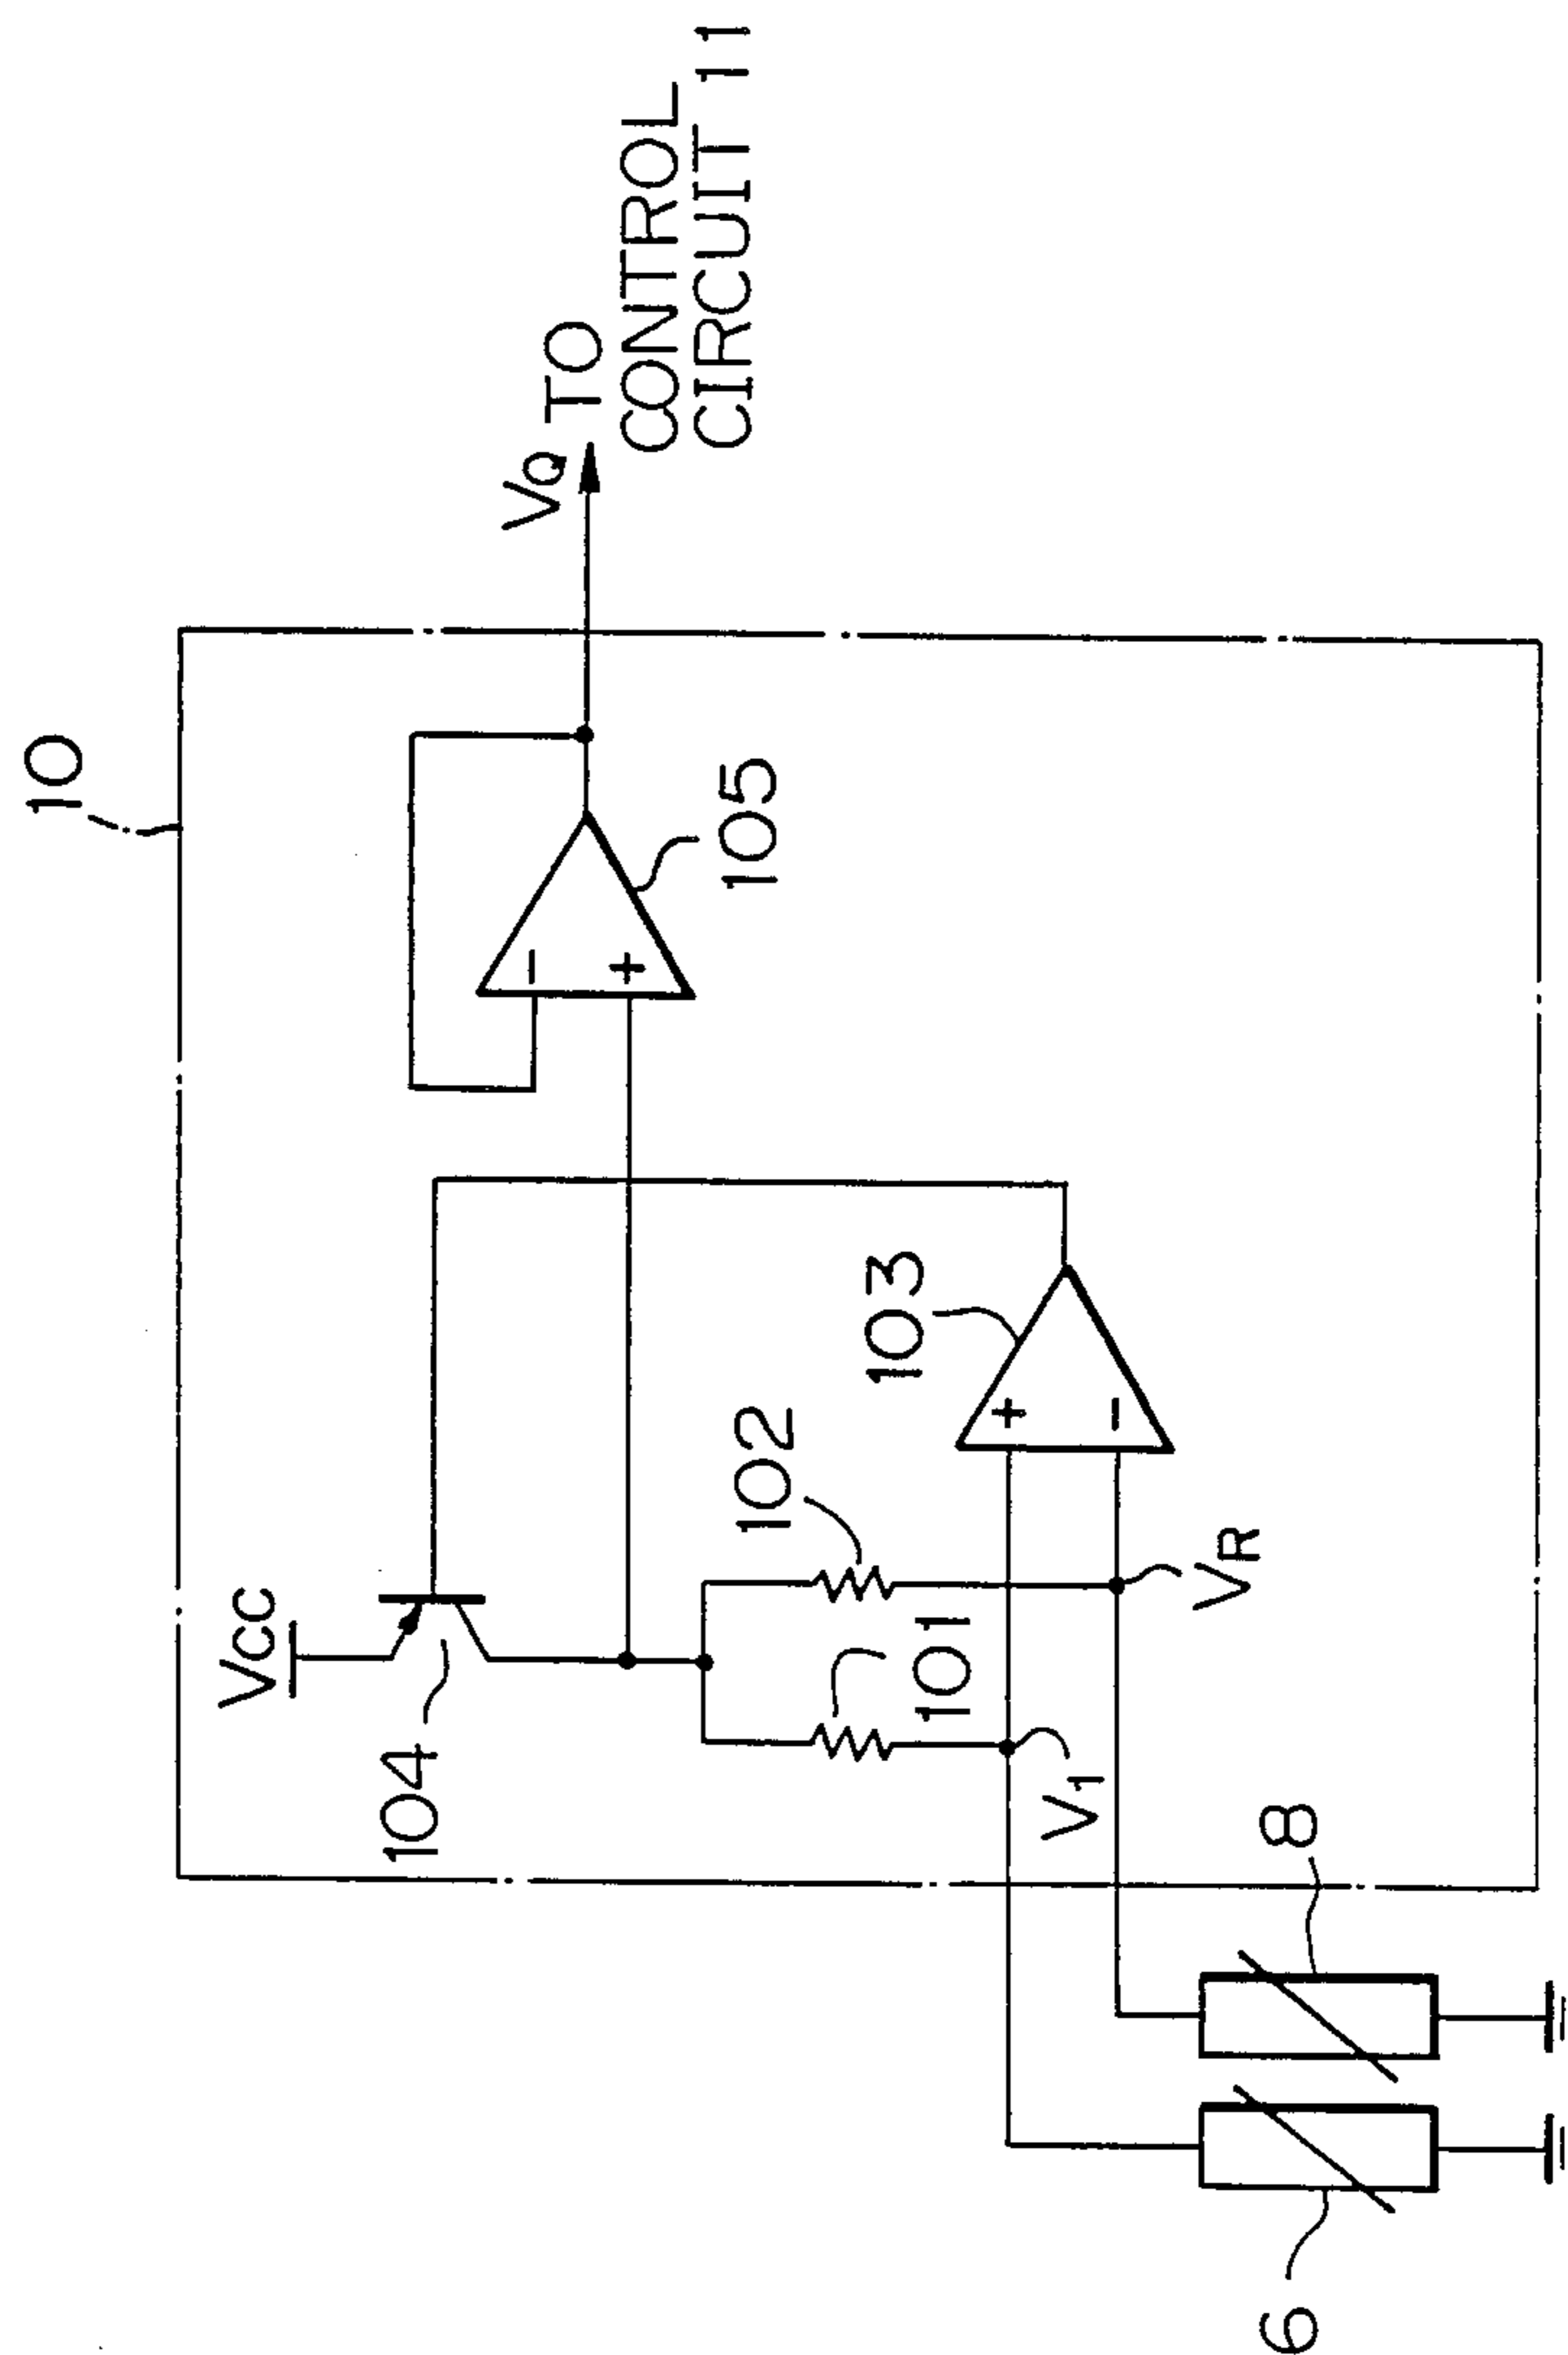 10
VQ TO
CONTROL
CIRCUIT 11
VCC
104
105
-
+
102
103
101
+
-
V1
VR
8
6